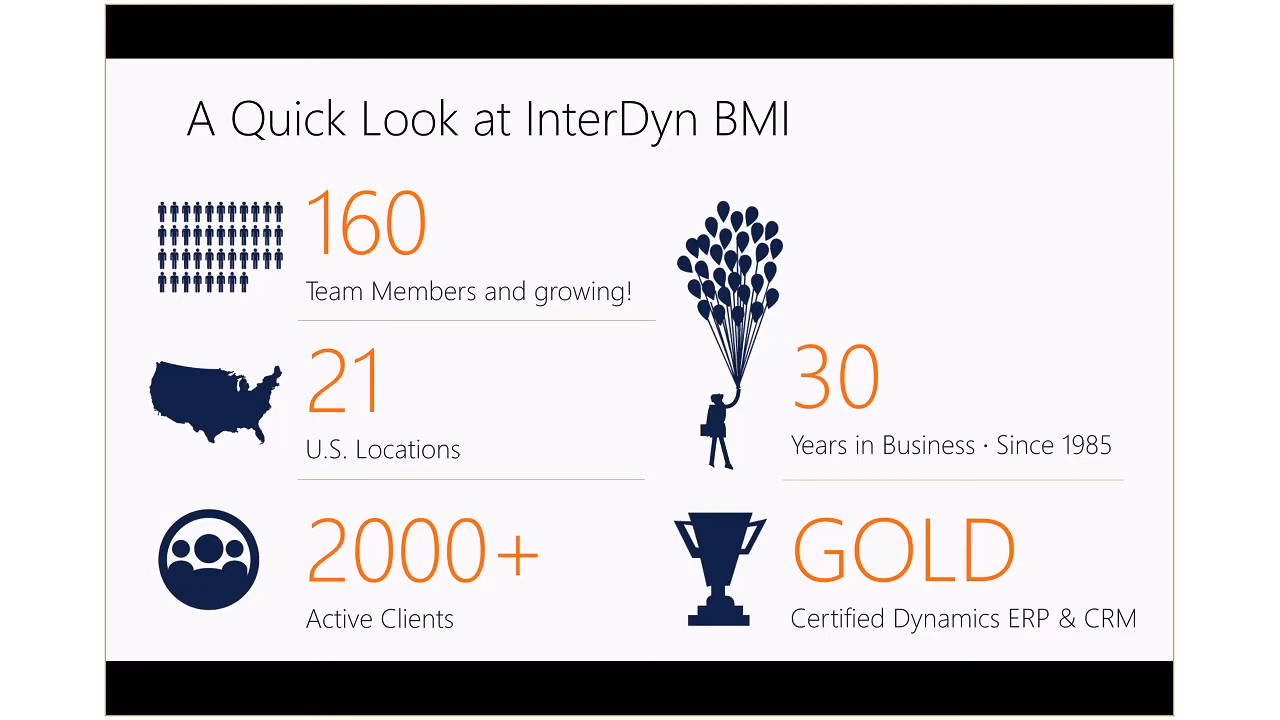 A Quick Look at InterDyn BMI
160
Team Members and growing!
21
U.S. Locations
2000+
Active Clients
30
Years in Business · Since 1985
GOLD
Certified Dynamics ERP & CRM